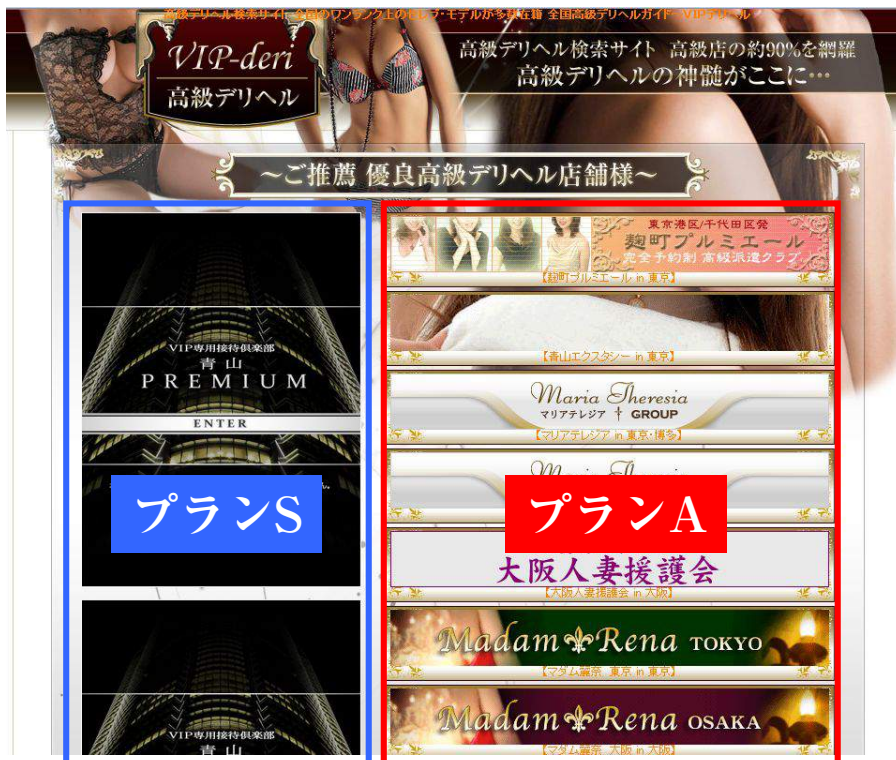 高級デリヘル検索サイト 全国のワンランク上のセレブ・モデルが多数在籍 全国高級デリヘルガイド-VIPデリヘル
VIP-deri
高級デリヘル
高級デリヘル検索サイト 高級店の約90%を網羅
高級デリヘルの神髄がここに…
～ご推薦 優良高級デリヘル店舗様～
VIP専用接待倶楽部
青山
PREMIUM
ENTER
プランS
VIP専用接待倶楽部
青山
東京港区/千代田区発
麹町プルミエール
完全予約制 高級派遣クラブ
【麹町プルミエール in 東京】
【青山エクスタシー in 東京】
Maria Theresia
マリアテレジア GROUP
【マリアテレジア in 東京・博多】
プランA
大阪人妻援護会
【大阪人妻援護会 in 大阪】
Madam Rena TOKYO
【マダム麗奈 東京 in 東京】
Madam Rena OSAKA
【マダム麗奈 大阪 in 大阪】